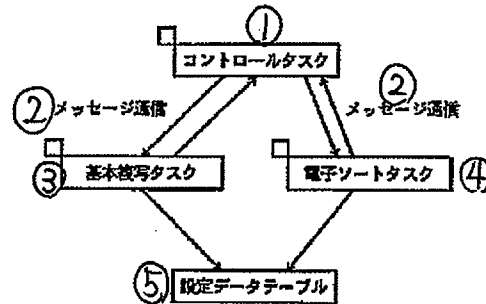 ①
コントロールタスク
② メッセージ通信
② メッセージ通信
③ 基本複写タスク
電子ソートタスク ④
⑤ 設定データテーブル